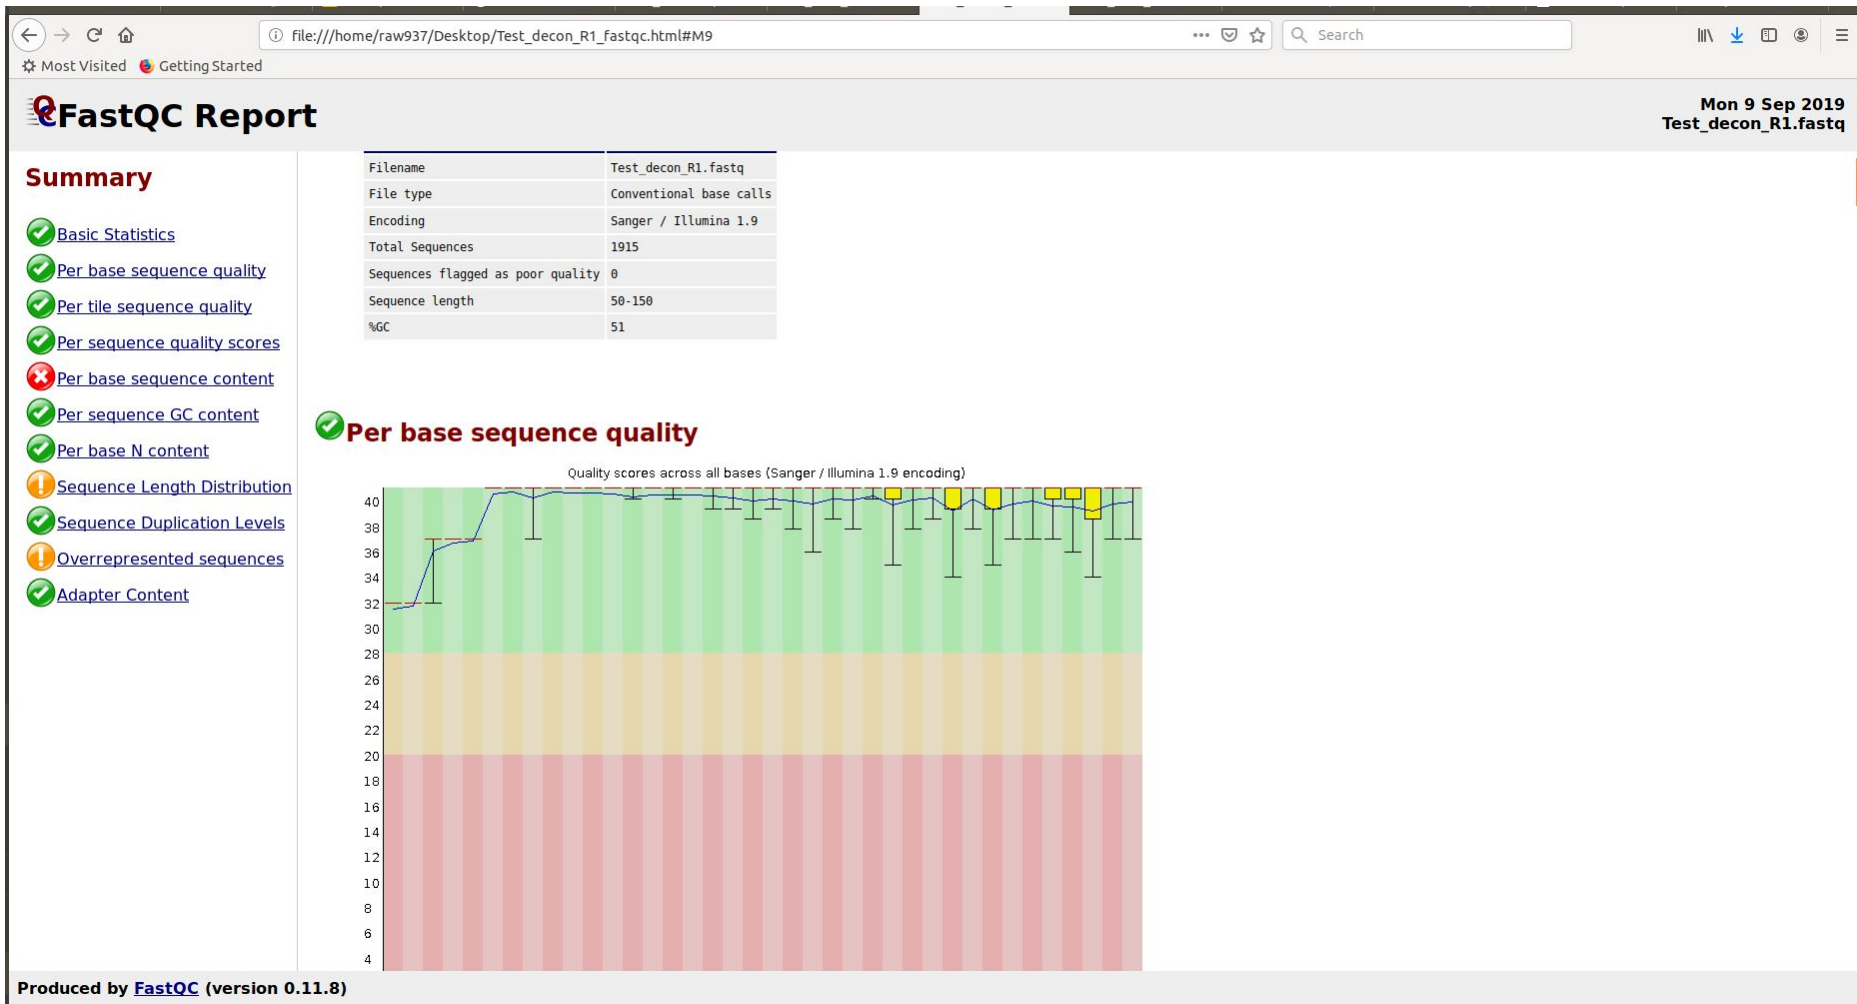 file:///home/raw937/Desktop/Test_decon_R1_fastqc.html#M9
Search
Most Visited
Getting Started
FastQC Report
Mon 9 Sep 2019
Test_decon_R1.fastq
Summary
Basic Statistics
Per base sequence quality
Per tile sequence quality
Per sequence quality scores
Per base sequence content
Per sequence GC content
Per base N content
Sequence Length Distribution
Sequence Duplication Levels
Overrepresented sequences
Adapter Content
Filename Test_decon_R1.fastq
File type Conventional base calls
Encoding Sanger / Illumina 1.9
Total Sequences 1915
Sequences flagged as poor quality 0
Sequence length 50-150
%GC 51
Per base sequence quality
Quality scores across all bases (Sanger / Illumina 1.9 encoding)
40
38
36
34
32
30
28
26
24
22
20
18
16
14
12
10
8
6
4
Produced by FastQC (version 0.11.8)